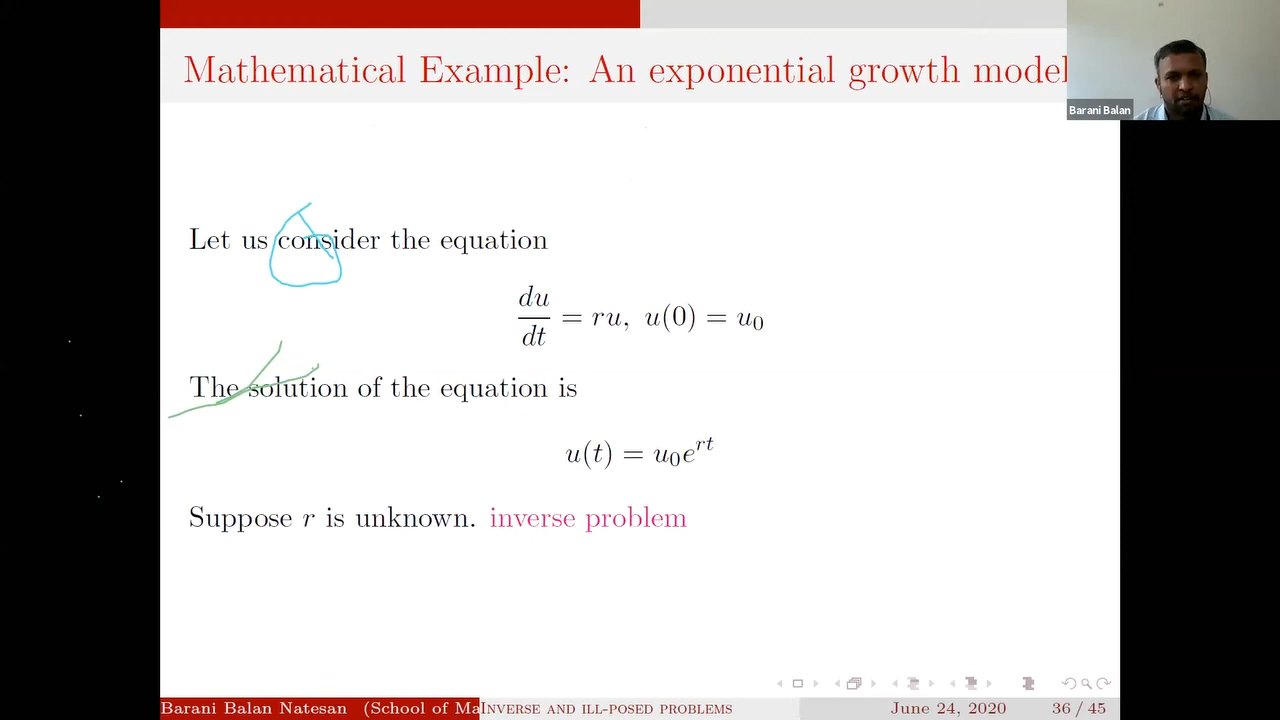 Mathematical Example: An exponential growth model
Barani Balan
Let us consider the equation
du/dt = ru, u(0) = u₀
The solution of the equation is
u(t) = u₀e^{rt}
Suppose r is unknown. inverse problem
Barani Balan Natesan (School of Ma INVERSE AND ILL-POSED PROBLEMS June 24, 2020 36 / 45